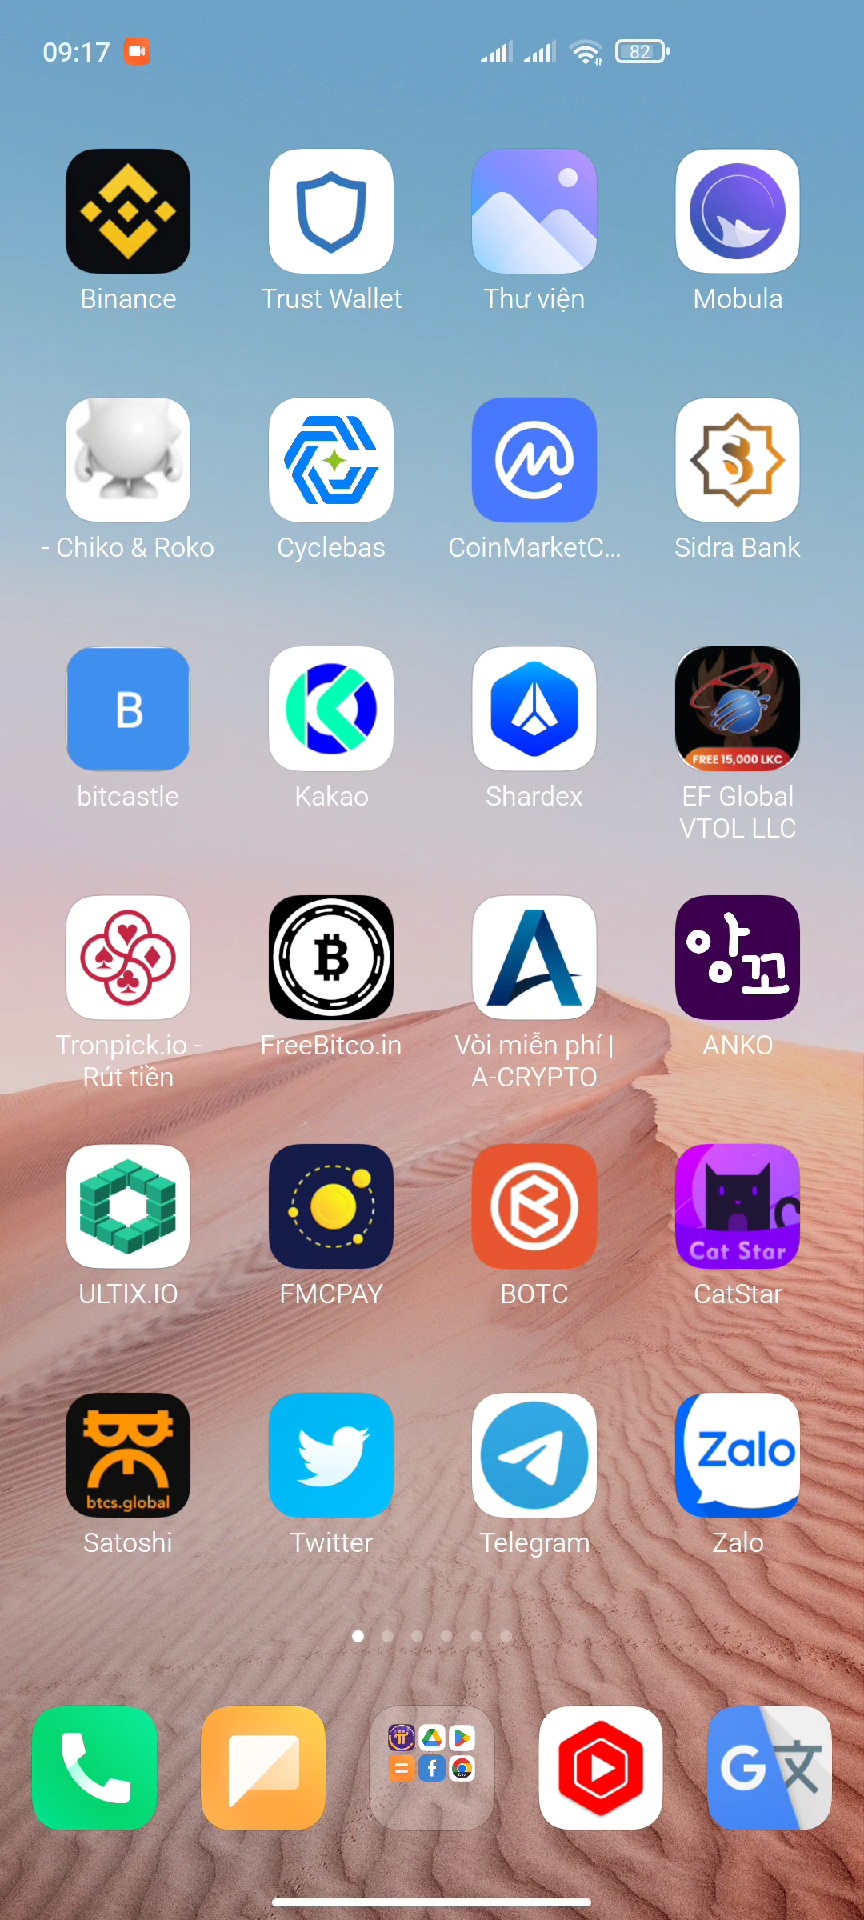 09:17
82
Binance
Trust Wallet
Thư viện
Mobula
- Chiko & Roko
Cyclebas
CoinMarketC...
Sidra Bank
B
bitcastle
Kakao
Shardex
FREE 15,000 LKC
EF Global
VTOL LLC
Tronpick.io -
Rút tiền
FreeBitco.in
Vòi miễn phí |
A-CRYPTO
앙
꼬
ANKO
ULTIX.IO
FMCPAY
BOTC
Cat Star
CatStar
btcs.global
Satoshi
Twitter
Telegram
Zalo
Zalo
G文